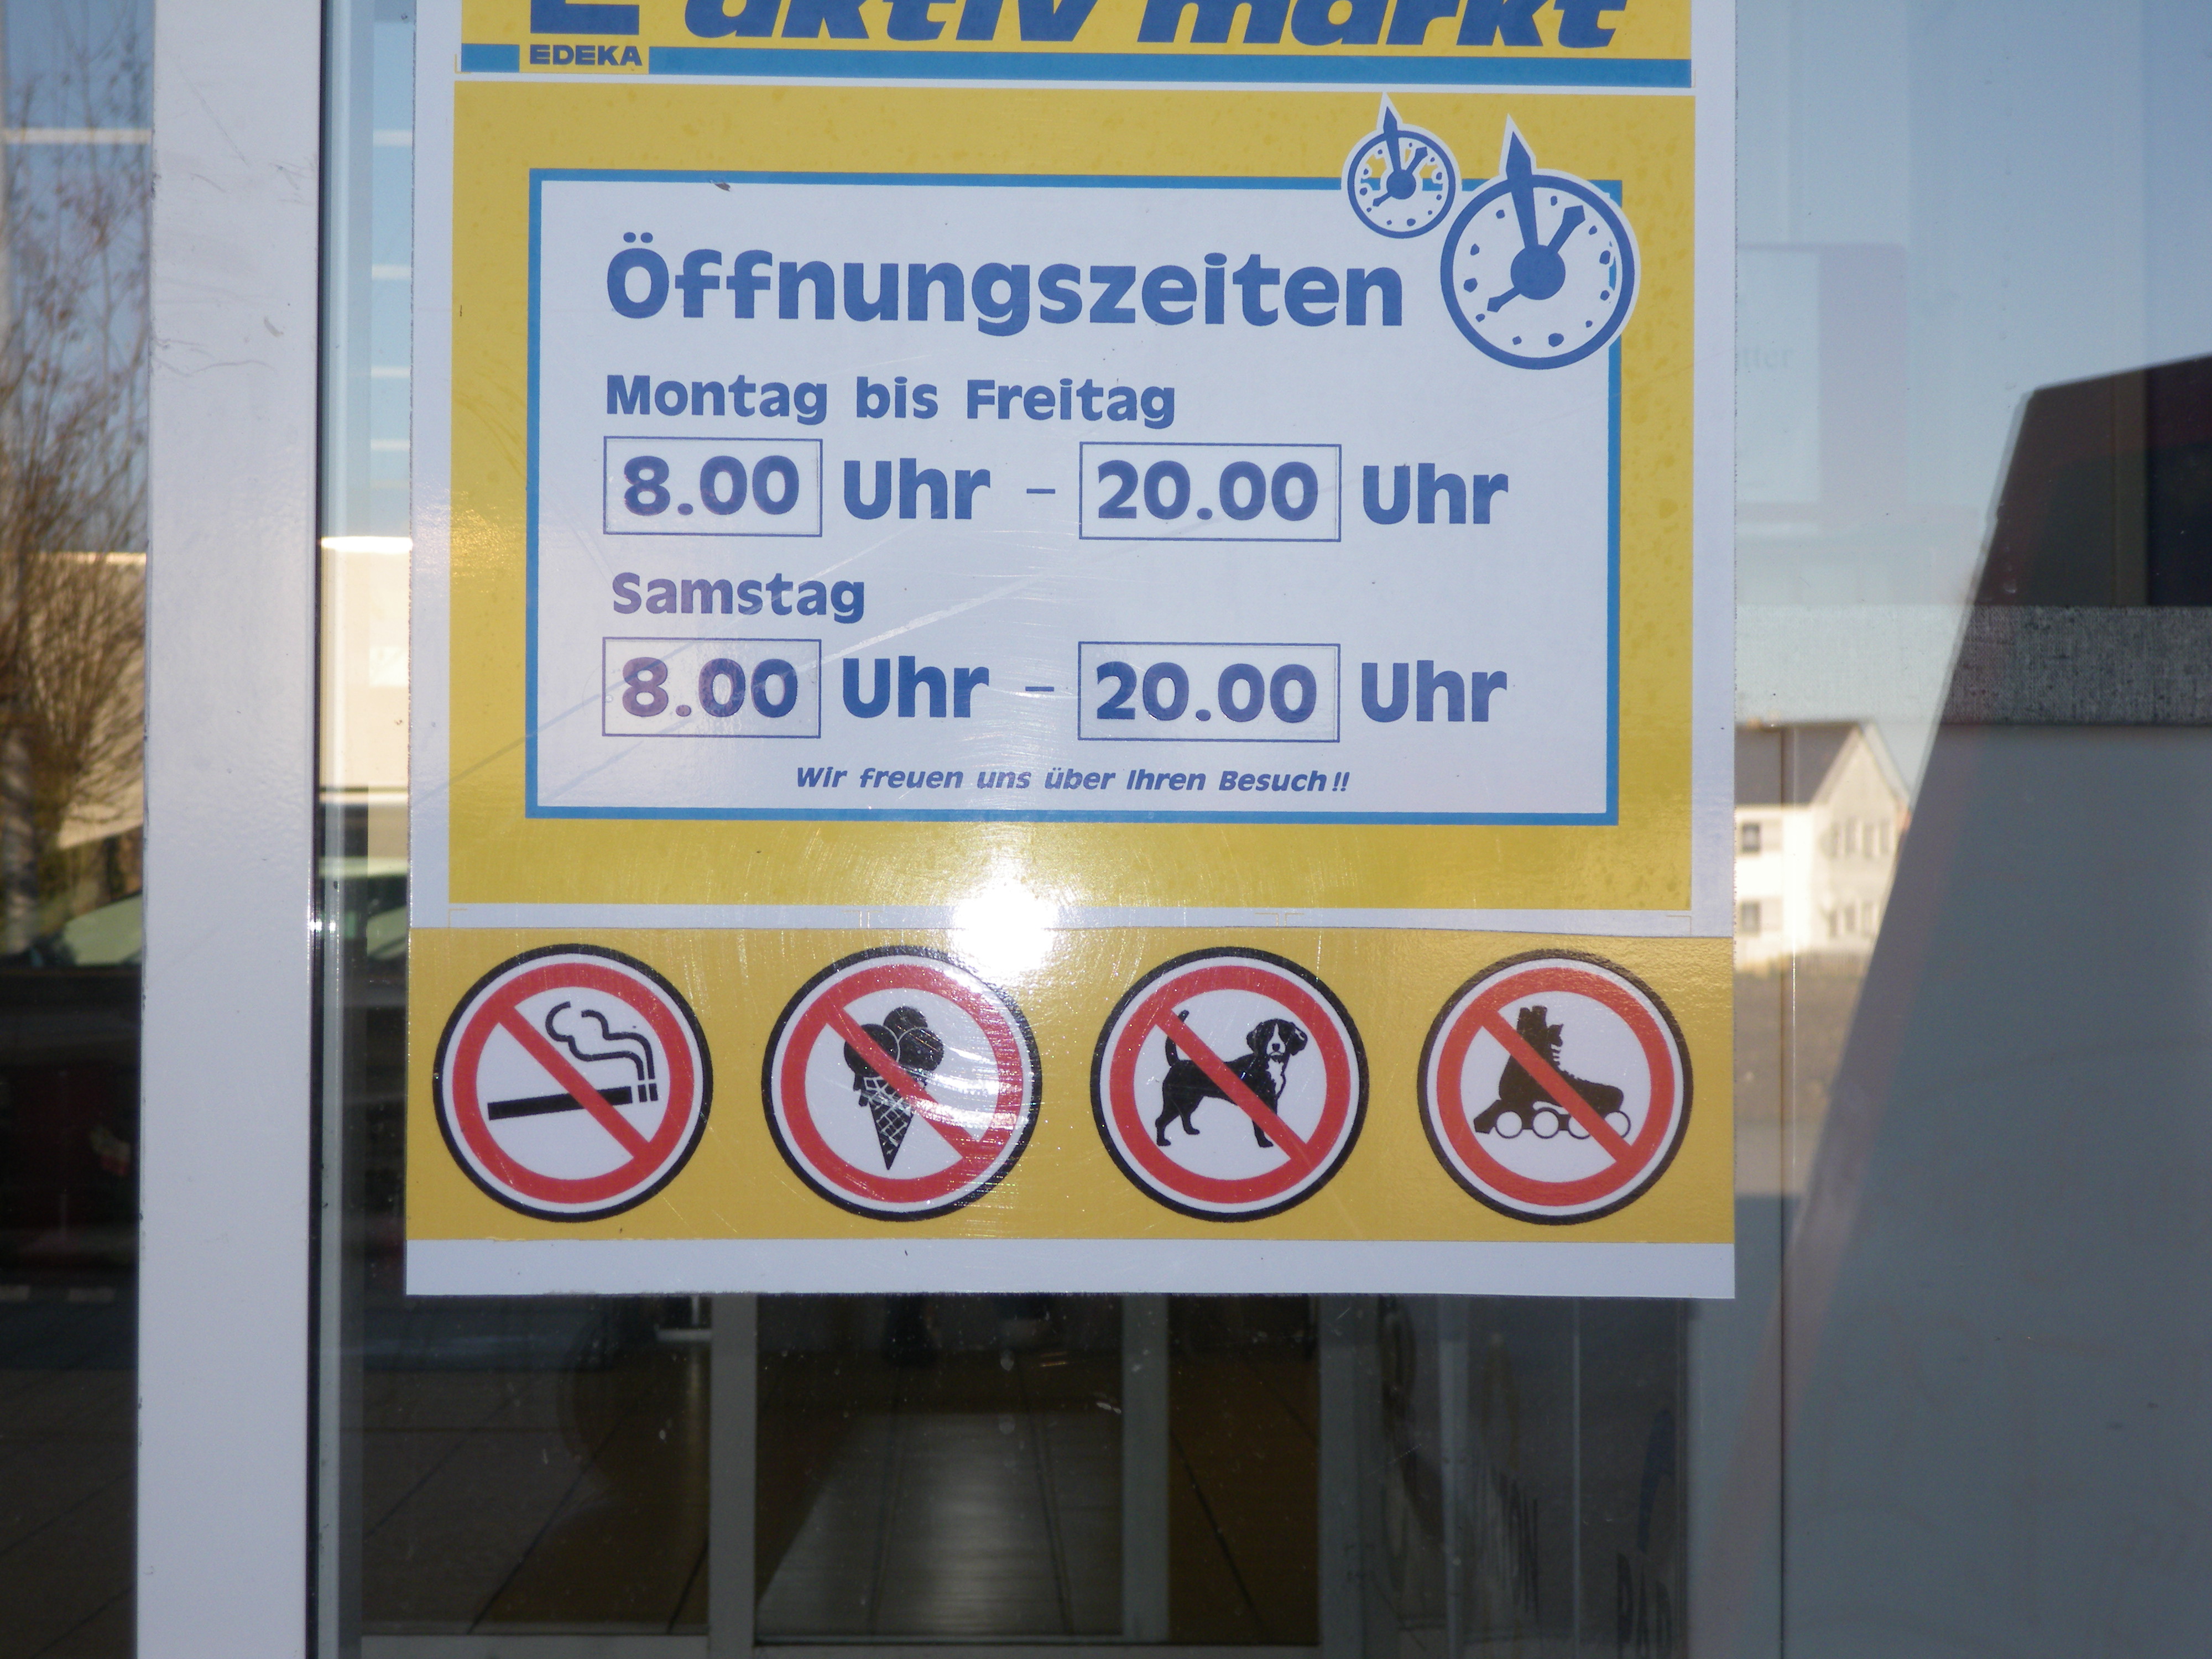 aktiv markt
EDEKA
Öffnungszeiten
Montag bis Freitag
8.00 Uhr – 20.00 Uhr
Samstag
8.00 Uhr – 20.00 Uhr
Wir freuen uns über Ihren Besuch!!